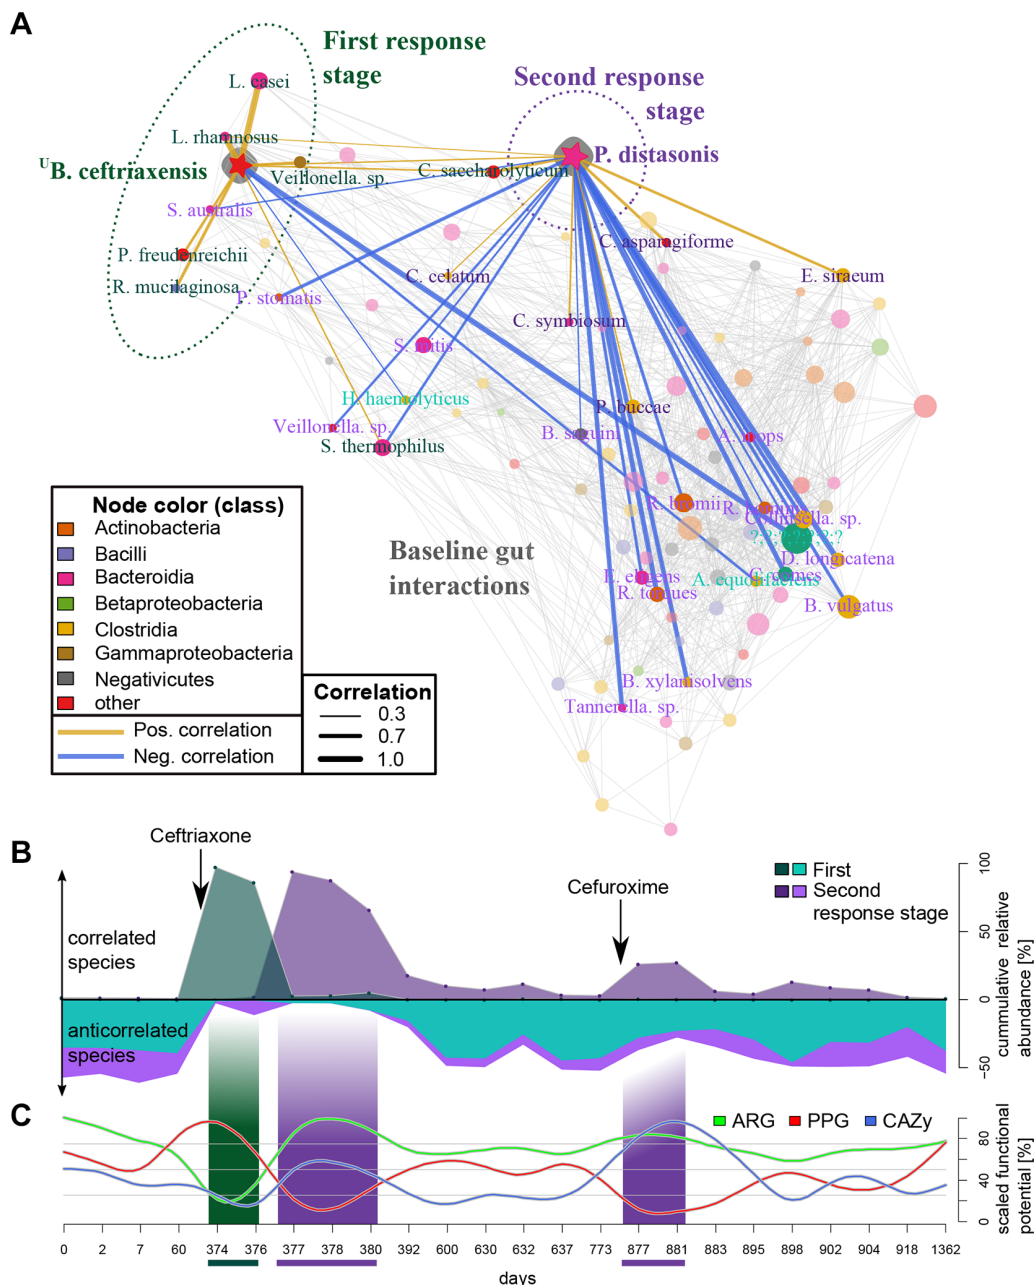 A
First response
stage
Second response
stage
L. casei
L. rhamnosus
UB. ceftriaxensis
Veillonella. sp.
C. saccharolyticum
P. distasonis
S. australis
C. asparagiforme
P. freudenreichii
R. mucilaginosa
P. stomatis
C. celatum
E. siraeum
C. symbiosum
S. mitis
H. haemolyticus
P. buccae
Veillonella. sp.
B. saguini
S. thermophilus
R. bromii
Collinsella. sp.
?;?;?;?;?;?;?
D. longicatena
Baseline gut
interactions
E. eligens
A. equolifaciens
C. comes
R. torques
B. vulgatus
B. xylanisolvens
Tannerella. sp.
Node color (class)
Actinobacteria
Bacilli
Bacteroidia
Betaproteobacteria
Clostridia
Gammaproteobacteria
Negativicutes
other
Pos. correlation
Neg. correlation
Correlation
0.3
0.7
1.0
B
Ceftriaxone
Cefuroxime
First
Second
response stage
correlated
species
anticorrelated
species
100
50
0
−50
cummulative relative
abundance [%]
C
ARG PPG CAZy
80
40
0
scaled functional
potential [%]
0 2 7 60 374 376 377 378 380 392 600 630 632 637 773 877 881 883 895 898 902 904 918 1362
days